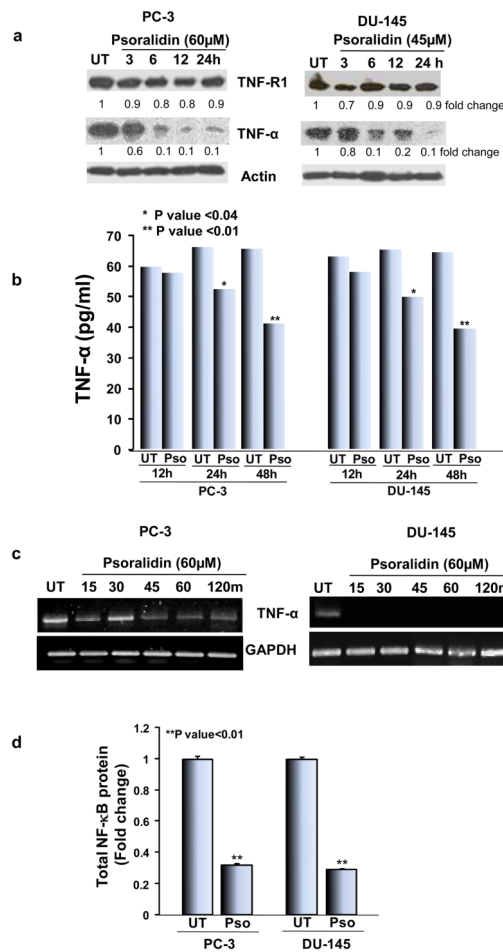 a
PC-3
Psoralidin (60µM)
UT 3 6 12 24h
DU-145
Psoralidin (45µM)
UT 3 6 12 24 h
TNF-R1
1 0.9 0.8 0.8 0.9
1 0.7 0.9 0.9 0.9 fold change
TNF-α
1 0.6 0.1 0.1 0.1
1 0.8 0.1 0.2 0.1 fold change
Actin
b
* P value <0.04
** P value <0.01
TNF-α (pg/ml)
70
60
50
40
30
20
10
0
* ** * **
UT Pso UT Pso UT Pso UT Pso UT Pso UT Pso
12h 24h 48h 12h 24h 48h
PC-3 DU-145
c
PC-3
Psoralidin (60µM)
UT 15 30 45 60 120m
DU-145
Psoralidin (60µM)
UT 15 30 45 60 120m
TNF-α
GAPDH
d
**P value<0.01
Total NF-κB protein
(Fold change)
1.2
1
0.8
0.6
0.4
0.2
0
** **
UT Pso UT Pso
PC-3 DU-145